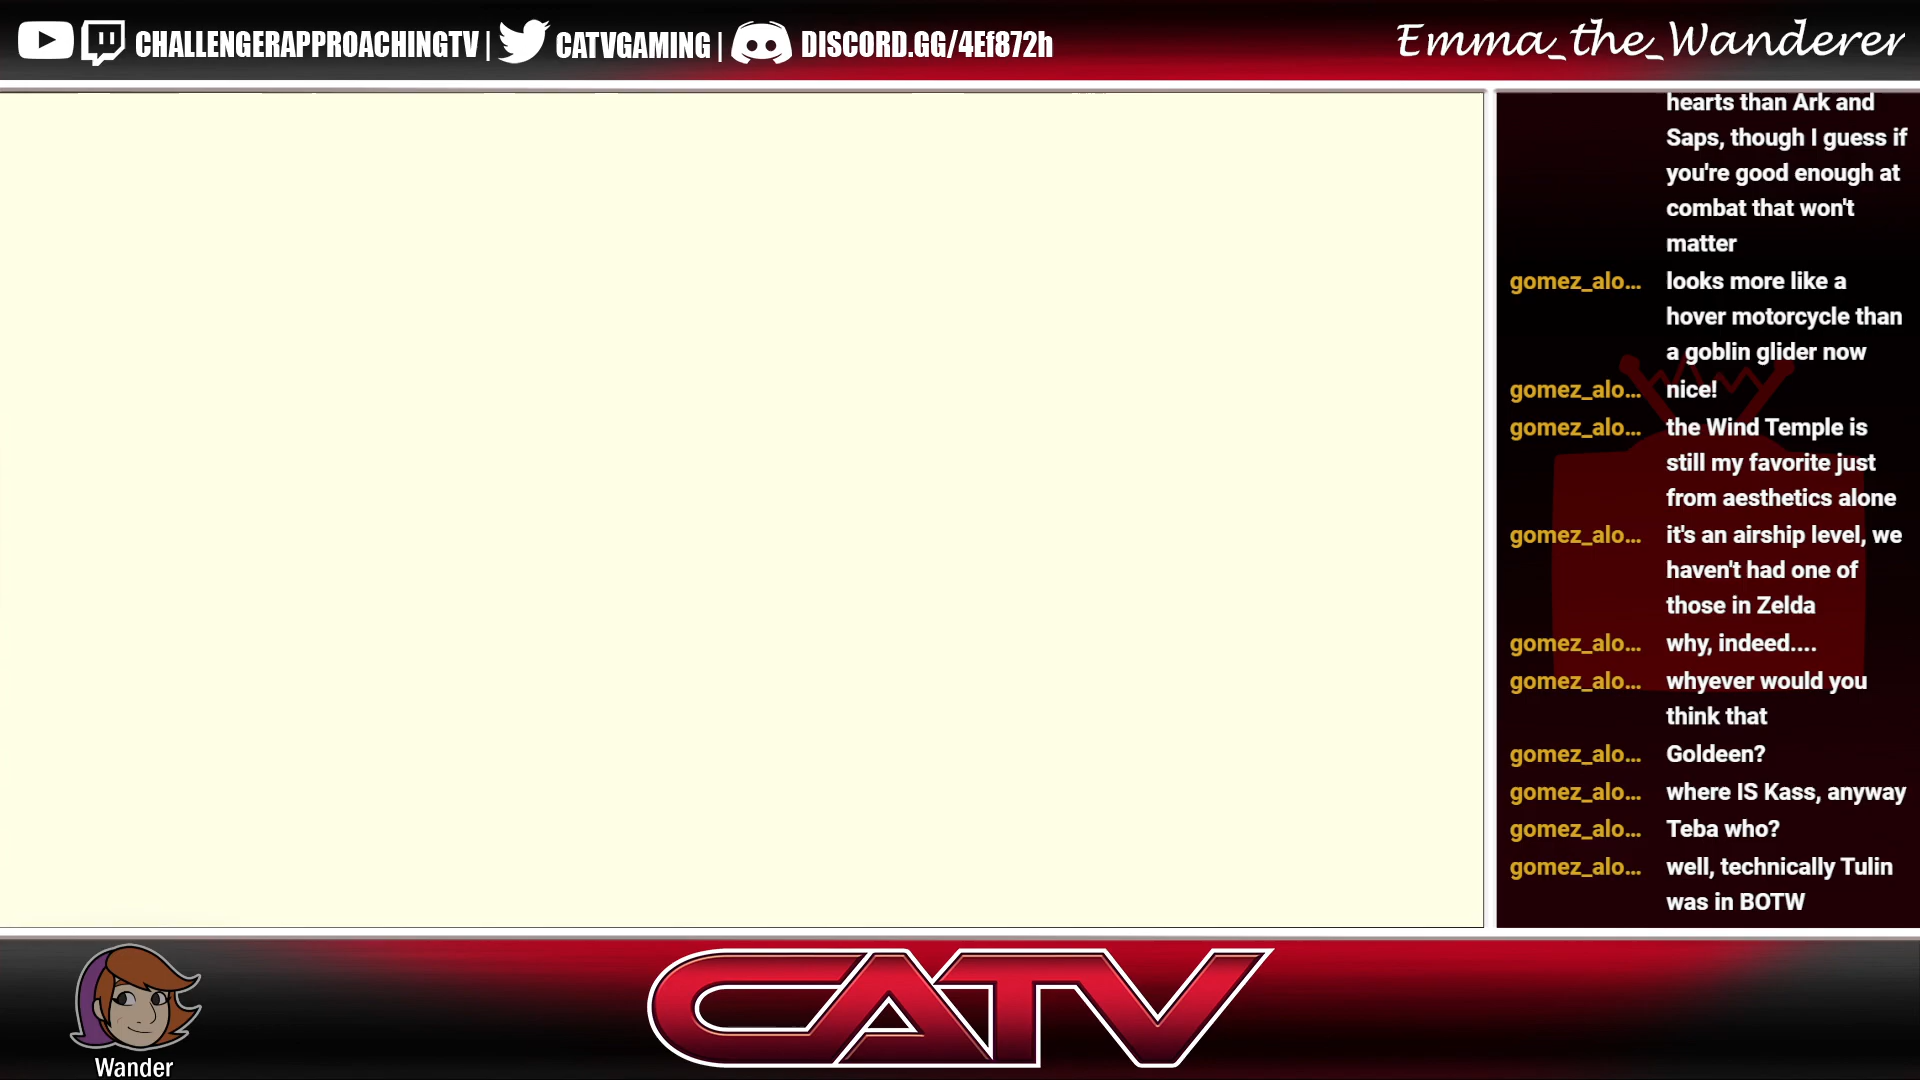 CHALLENGERAPPROACHINGTV | CATVGAMING | DISCORD.GG/4Ef872h
Emma_the_Wanderer
hearts than Ark and
Saps, though I guess if
you're good enough at
combat that won't
matter
gomez_alo... looks more like a
hover motorcycle than
a goblin glider now
gomez_alo... nice!
gomez_alo... the Wind Temple is
still my favorite just
from aesthetics alone
gomez_alo... it's an airship level, we
haven't had one of
those in Zelda
gomez_alo... why, indeed....
gomez_alo... whyever would you
think that
gomez_alo... Goldeen?
gomez_alo... where IS Kass, anyway
gomez_alo... Teba who?
gomez_alo... well, technically Tulin
was in BOTW
Wander
CATV